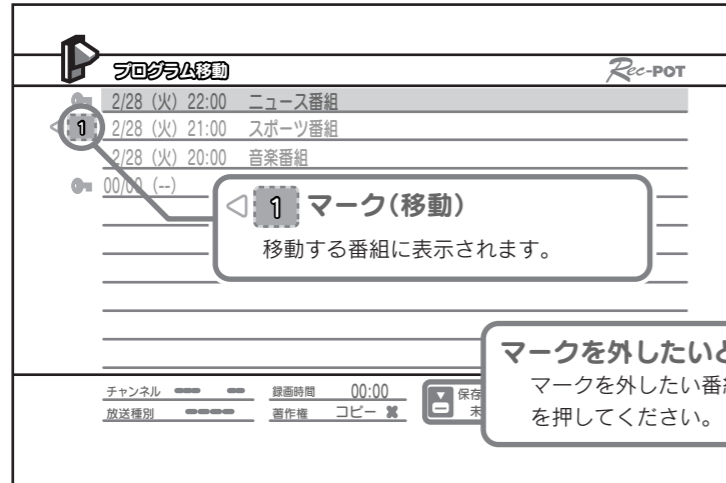 プログラム移動
Rec-POT
2/28 (火) 22:00 ニュース番組
1 2/28 (火) 21:00 スポーツ番組
2/28 (火) 20:00 音楽番組
00/00 (--)
1 マーク(移動)
移動する番組に表示されます。
マークを外したいと
マークを外したい番組
を押してください。
チャンネル --- -- 録画時間 00:00 保存
放送種別 ---- 著作権 コピー ✖ 未